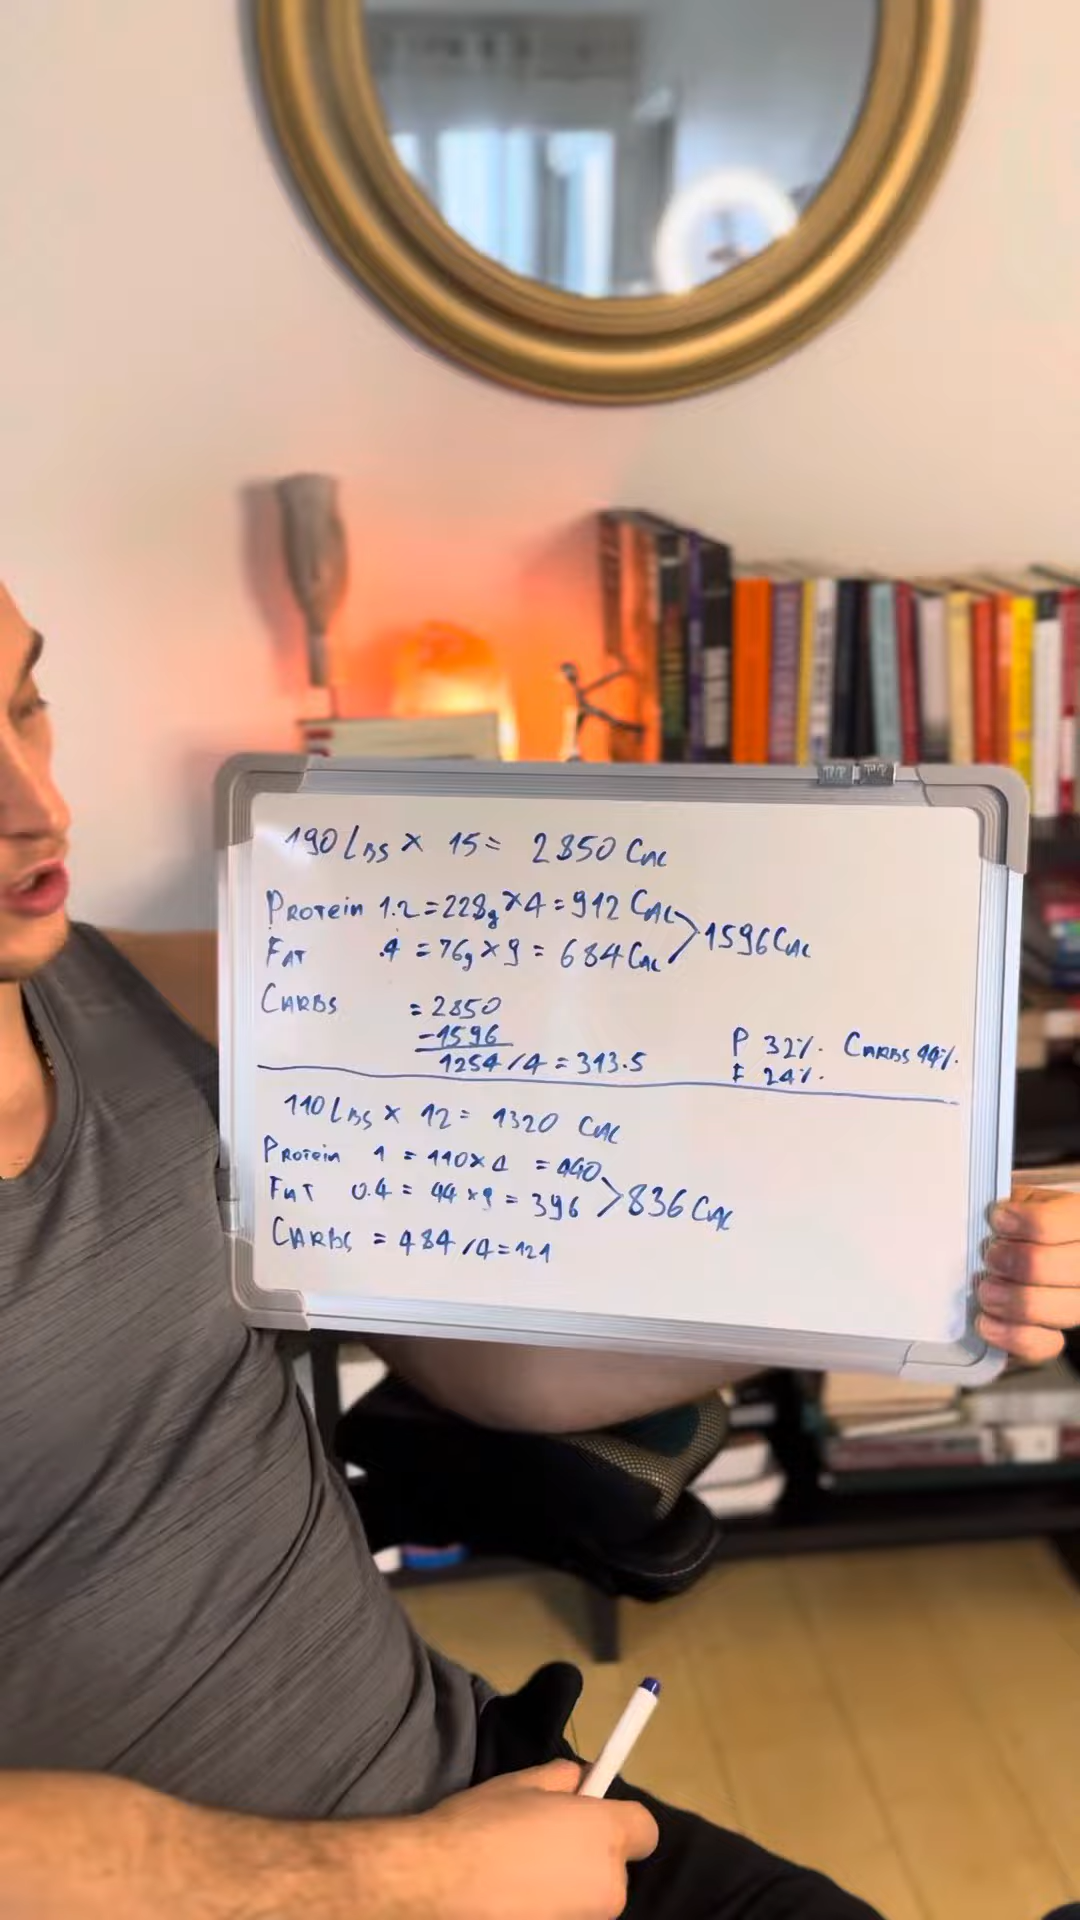 190 Lbs x 15 = 2850 Cal
Protein 1.2 = 228g x 4 = 912 Cal
Fat .4 = 76g x 9 = 684 Cal
> 1596 Cal
Carbs = 2850
-1596
1254 / 4 = 313.5
P 32%. Carbs 44%.
F 24%.
110 Lbs x 12 = 1320 Cal
Protein 1 = 110 x 4 = 440
Fat 0.4 = 44 x 9 = 396
> 836 Cal
Carbs = 484 / 4 = 121